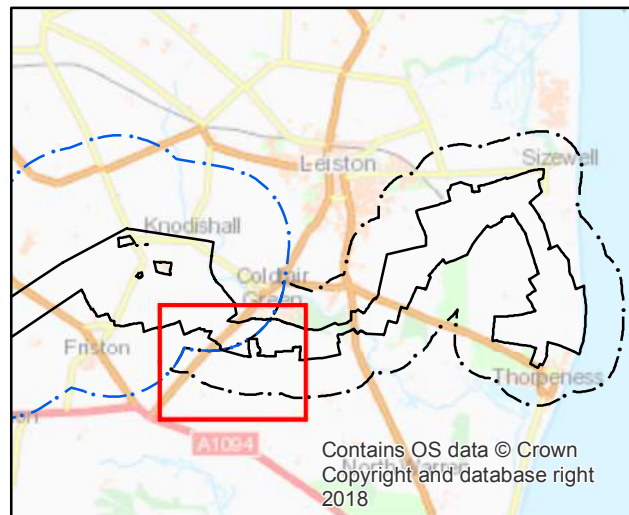 Leiston
Sizewell
Knodishall
Coldfair
Green
Friston
Thorpeness
A1094
North Warren
Contains OS data © Crown
Copyright and database right
2018